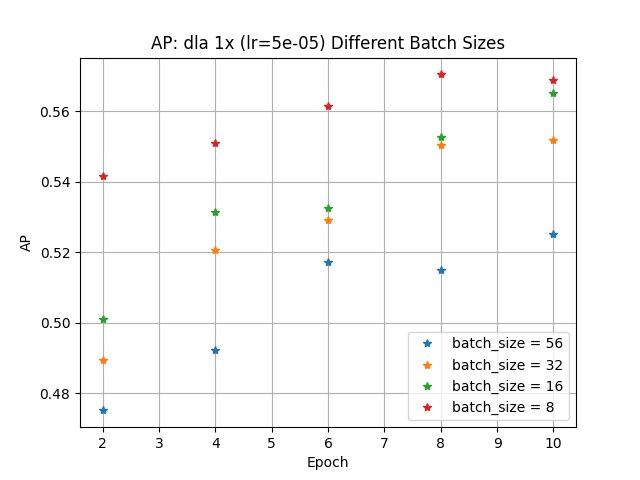 AP: dla 1x (lr=5e-05) Different Batch Sizes
AP
0.56
0.54
0.52
0.50
0.48
2 3 4 5 6 7 8 9 10
Epoch
batch_size = 56
batch_size = 32
batch_size = 16
batch_size = 8